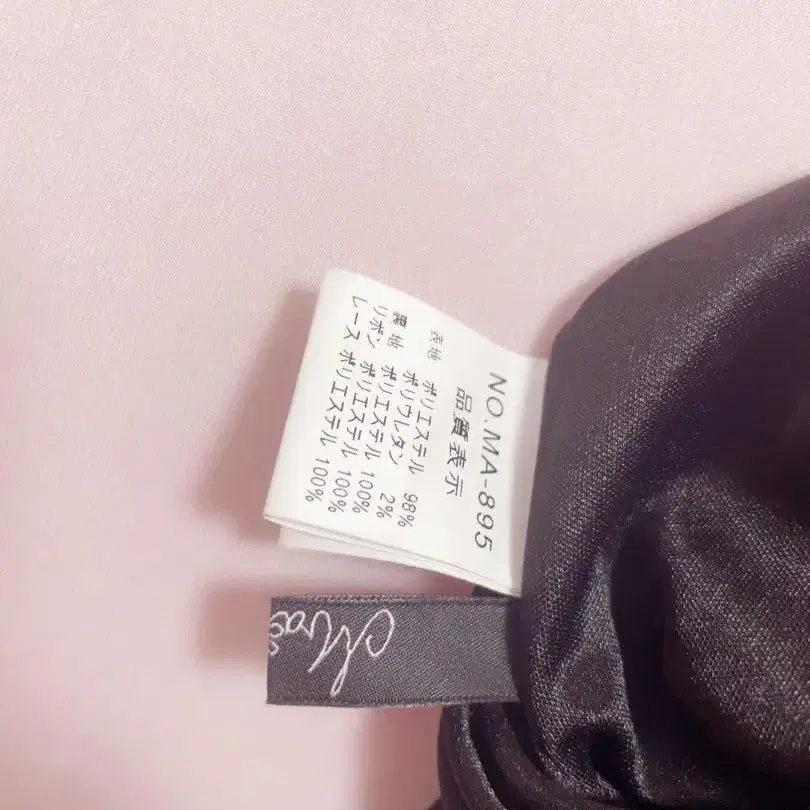 NO.MA-895
品質表示
表地 ポリエステル 98%
ポリウレタン 2%
裏地 ポリエステル 100%
リボン ポリエステル 100%
レース ポリエステル 100%